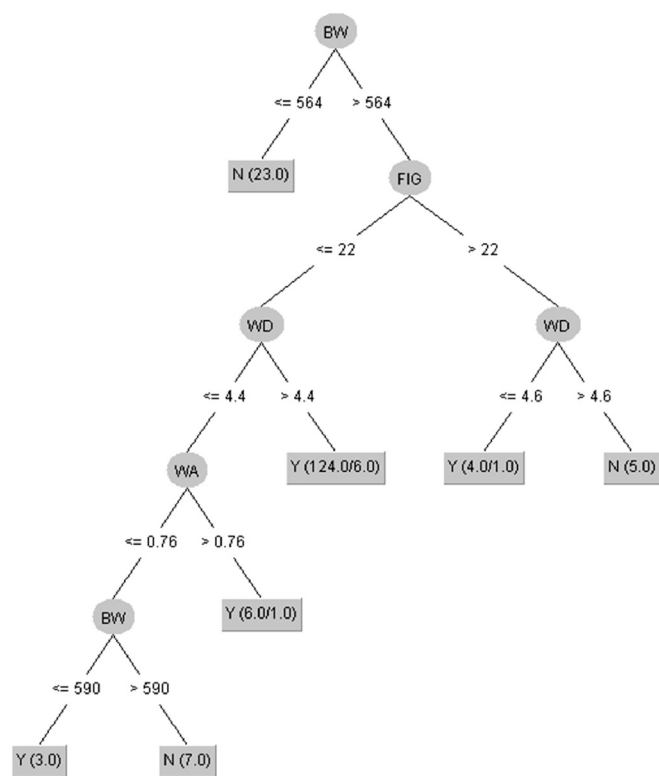 BW
<= 564 > 564
N (23.0)
FIG
<= 22 > 22
WD WD
<= 4.4 > 4.4 <= 4.6 > 4.6
WA Y (124.0/6.0) Y (4.0/1.0) N (5.0)
<= 0.76 > 0.76
BW Y (6.0/1.0)
<= 590 > 590
Y (3.0) N (7.0)